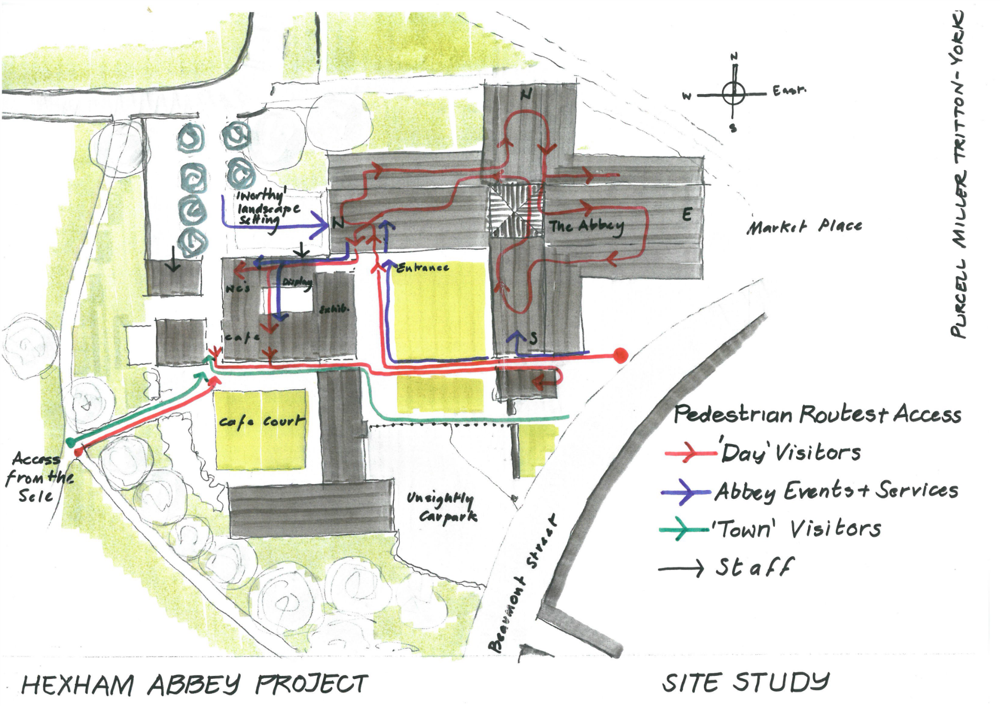 PURCELL MILLER TRITTON-YORK
N
W
East.
S
N
'Worthy'
landscape
setting
N
The Abbey
E
Market Place
Entrance
Wc's
Display
Exhib.
Cafe
S
Cafe Court
Access
from the
Sele
Unsightly
Carpark
Beaumont Street
Pedestrian Routes + Access
'Day' Visitors
Abbey Events + Services
'Town' Visitors
Staff
HEXHAM ABBEY PROJECT
SITE STUDY